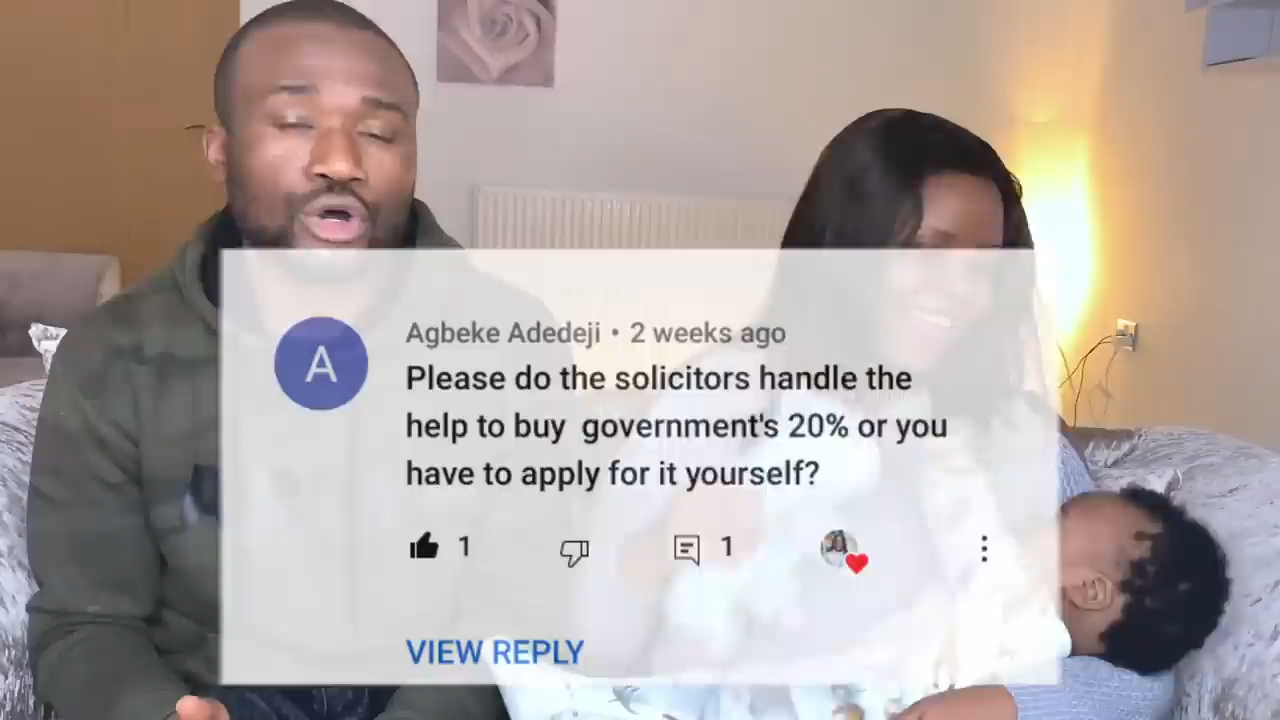 A
Agbeke Adedeji • 2 weeks ago
Please do the solicitors handle the
help to buy  government's 20% or you
have to apply for it yourself?
1
1
VIEW REPLY